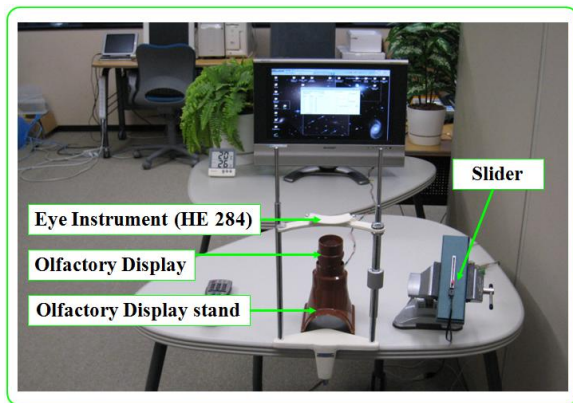 Slider
Eye Instrument (HE 284)
Olfactory Display
Olfactory Display stand